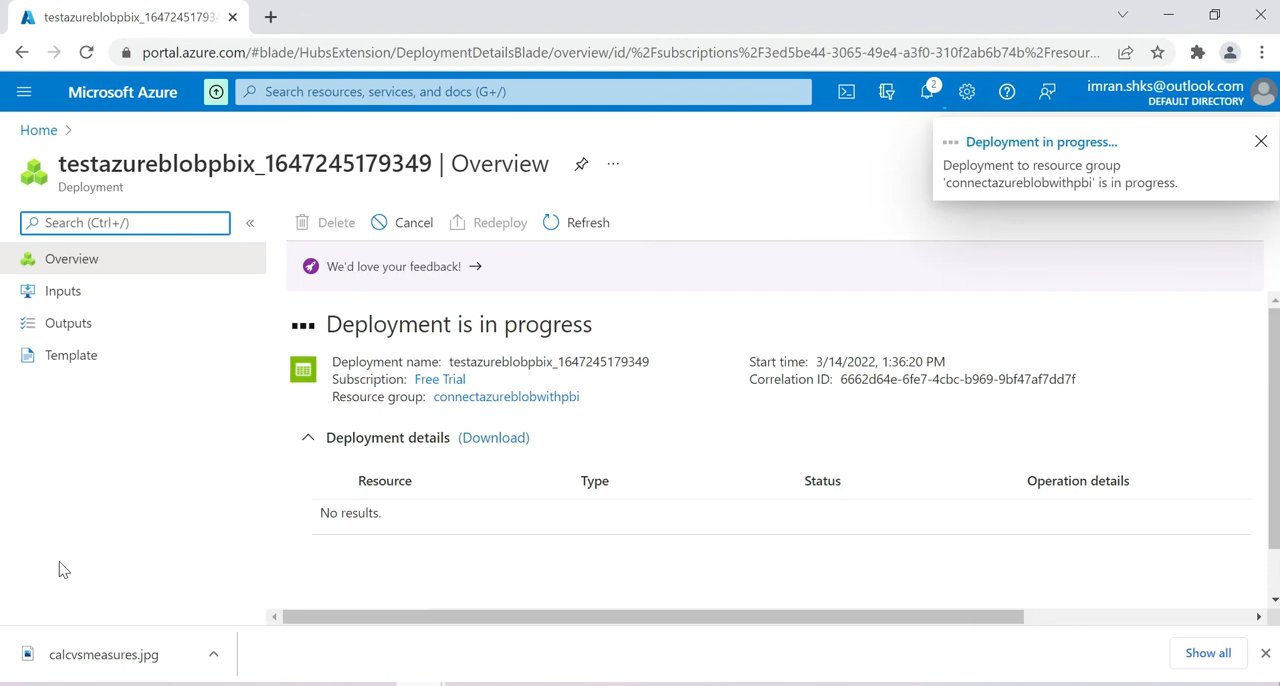 testazureblobpbix_16472451793
portal.azure.com/#blade/HubsExtension/DeploymentDetailsBlade/overview/id/%2Fsubscriptions%2F3ed5be44-3065-49e4-a3f0-310f2ab6b74b%2Fresour...
Microsoft Azure
Search resources, services, and docs (G+/)
2
imran.shks@outlook.com
DEFAULT DIRECTORY
Home
Deployment in progress...
Deployment to resource group
'connectazureblobwithpbi' is in progress.
testazureblobpbix_1647245179349 | Overview
Deployment
Search (Ctrl+/)
Delete
Cancel
Redeploy
Refresh
Overview
Inputs
Outputs
Template
We'd love your feedback!
Deployment is in progress
Deployment name: testazureblobpbix_1647245179349
Subscription: Free Trial
Resource group: connectazureblobwithpbi
Start time: 3/14/2022, 1:36:20 PM
Correlation ID: 6662d64e-6fe7-4cbc-b969-9bf47af7dd7f
Deployment details (Download)
Resource Type Status Operation details
No results.
calcvsmeasures.jpg
Show all